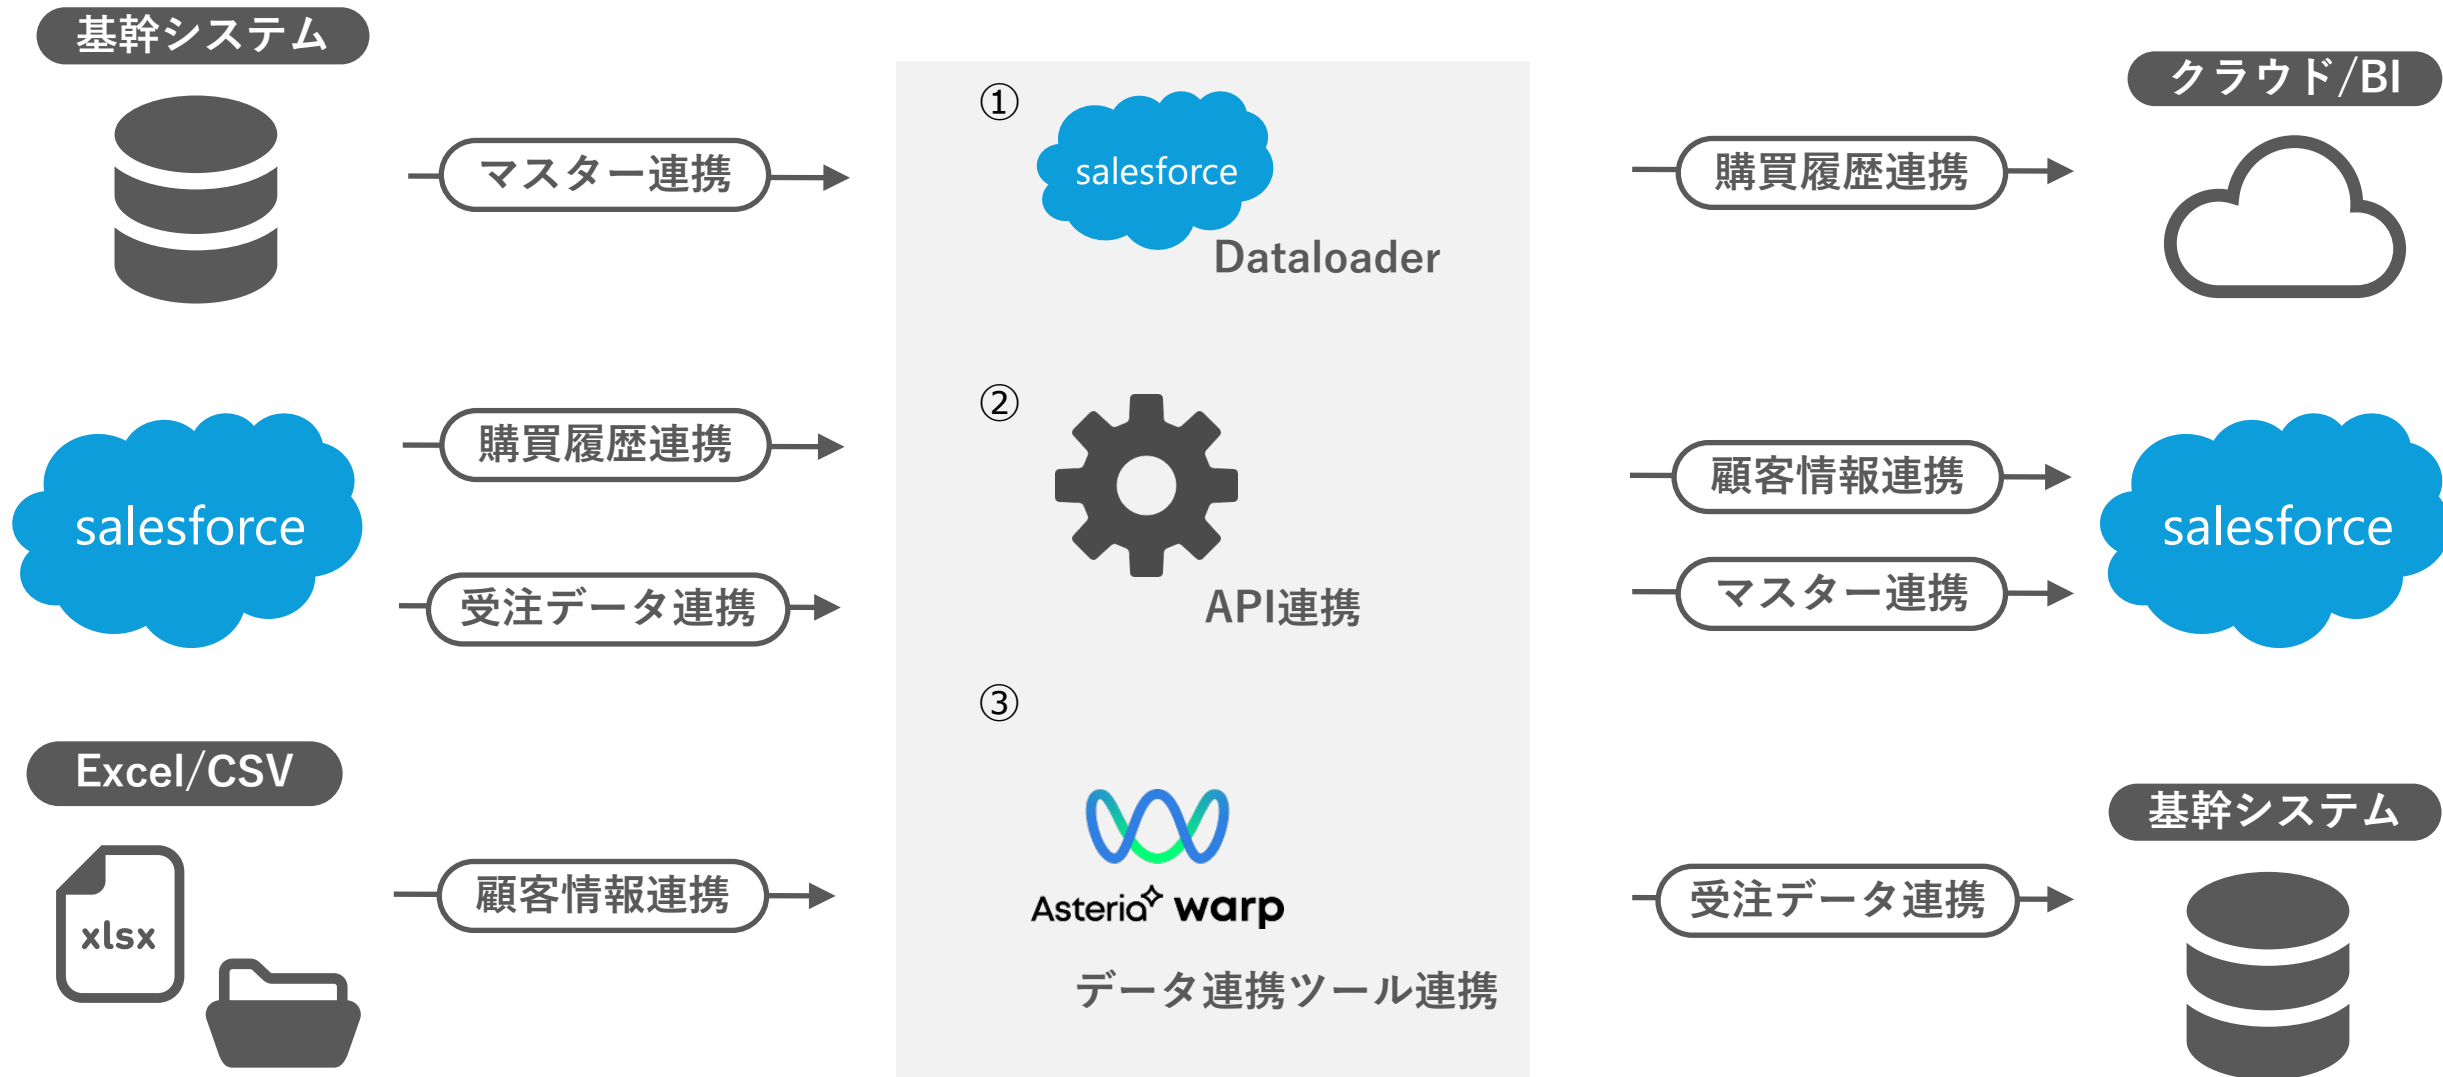 基幹システム
マスター連携
salesforce
購買履歴連携
受注データ連携
Excel/CSV
xlsx
顧客情報連携
①
salesforce
Dataloader
②
API連携
③
Asteria warp
データ連携ツール連携
クラウド/BI
購買履歴連携
顧客情報連携
salesforce
マスター連携
基幹システム
受注データ連携